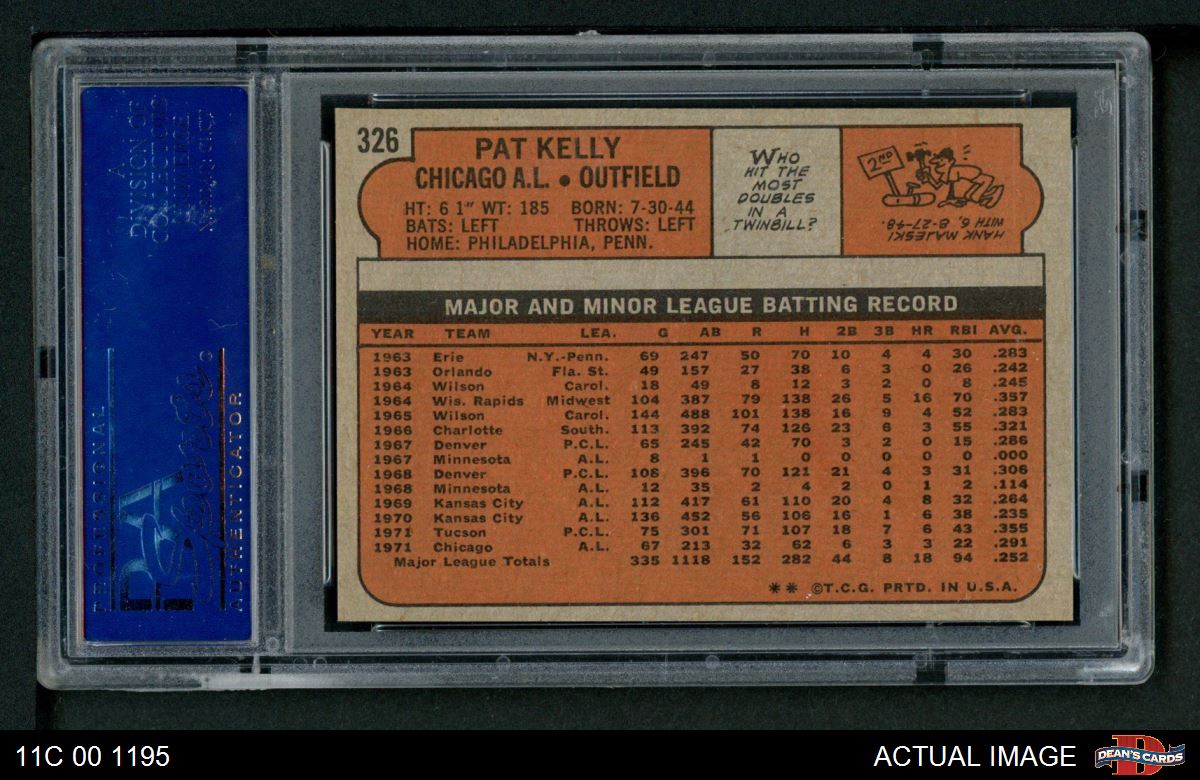 326
PAT KELLY
CHICAGO A.L. • OUTFIELD
HT: 6 1" WT: 185 BORN: 7-30-44
BATS: LEFT THROWS: LEFT
HOME: PHILADELPHIA, PENN.
WHO
HIT THE
MOST
DOUBLES
IN A
TWINBILL?
2ND
HANK MAJESKI
WITH 6, 8-27-48.
MAJOR AND MINOR LEAGUE BATTING RECORD
YEAR TEAM LEA. G AB R H 2B 3B HR RBI AVG.
1963 Erie N.Y.-Penn. 69 247 50 70 10 4 4 30 .283
1963 Orlando Fla. St. 49 157 27 38 6 3 0 26 .242
1964 Wilson Carol. 18 49 8 12 3 2 0 8 .245
1964 Wis. Rapids Midwest 104 387 79 138 26 5 16 70 .357
1965 Wilson Carol. 144 488 101 138 16 9 4 52 .283
1966 Charlotte South. 113 392 74 126 23 6 3 55 .321
1967 Denver P.C.L. 65 245 42 70 3 2 0 15 .286
1967 Minnesota A.L. 8 1 1 0 0 0 0 0 .000
1968 Denver P.C.L. 108 396 70 121 21 4 3 31 .306
1968 Minnesota A.L. 12 35 2 4 2 0 1 2 .114
1969 Kansas City A.L. 112 417 61 110 20 4 8 32 .264
1970 Kansas City A.L. 136 452 56 106 16 1 6 38 .235
1971 Tucson P.C.L. 75 301 71 107 18 7 6 43 .355
1971 Chicago A.L. 67 213 32 62 6 3 3 22 .291
Major League Totals 335 1118 152 282 44 8 18 94 .252
** ©T.C.G. PRTD. IN U.S.A.
A
DIVISION OF
COLLECTORS
UNIVERSE
PROFESSIONAL
PSA
Sports
AUTHENTICATOR
11C 00 1195
ACTUAL IMAGE
DEAN'S CARDS